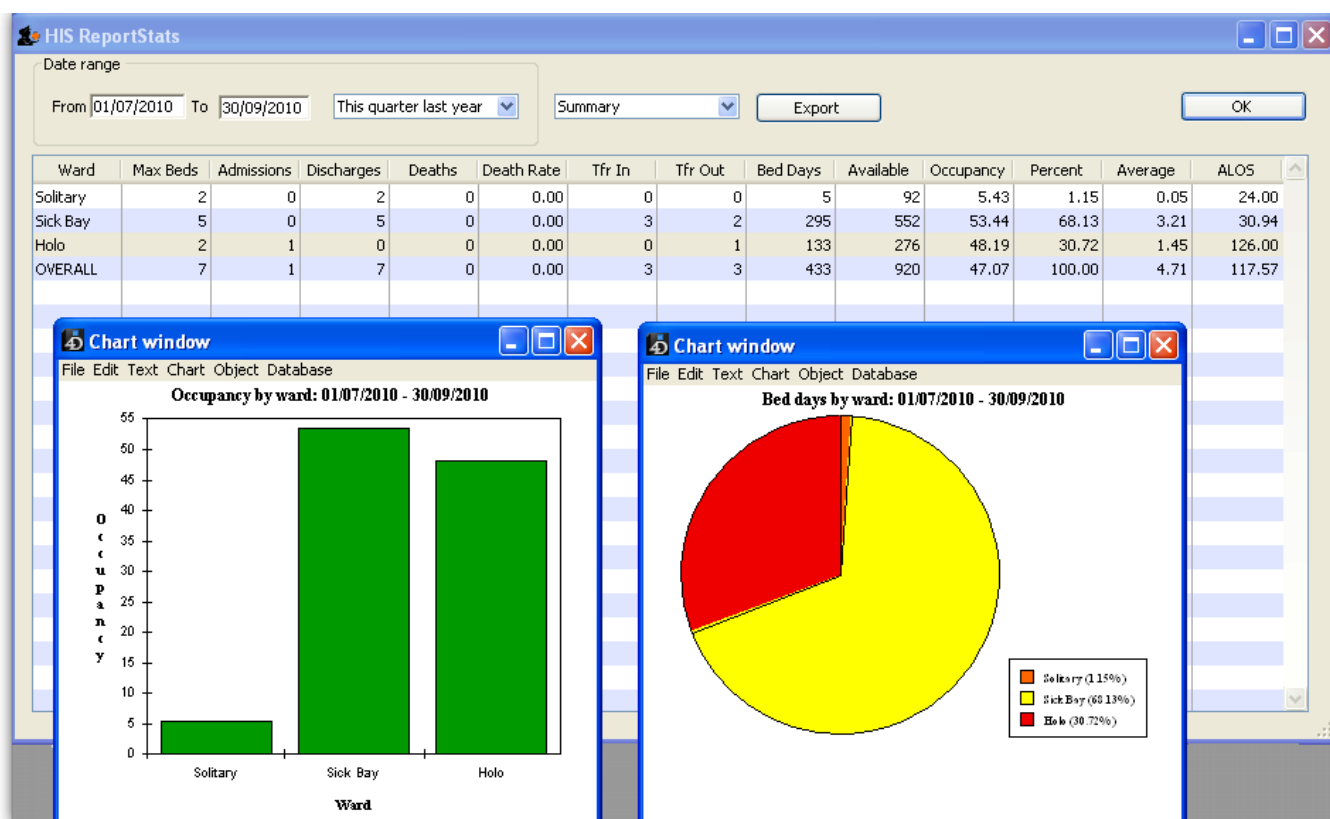 HIS ReportStats
Date range
From 01/07/2010 To 30/09/2010 This quarter last year Summary Export OK
Ward Max Beds Admissions Discharges Deaths Death Rate Tfr In Tfr Out Bed Days Available Occupancy Percent Average ALOS
Solitary 2 0 2 0 0.00 0 0 5 92 5.43 1.15 0.05 24.00
Sick Bay 5 0 5 0 0.00 3 2 295 552 53.44 68.13 3.21 30.94
Holo 2 1 0 0 0.00 0 1 133 276 48.19 30.72 1.45 126.00
OVERALL 7 1 7 0 0.00 3 3 433 920 47.07 100.00 4.71 117.57
4D Chart window
File Edit Text Chart Object Database
Occupancy by ward: 01/07/2010 - 30/09/2010
55
50
45
40
35
30
25
20
15
10
5
0
Occupancy
Solitary Sick Bay Holo
Ward
4D Chart window
File Edit Text Chart Object Database
Bed days by ward: 01/07/2010 - 30/09/2010
Solitary (1.15%)
Sick Bay (68.13%)
Holo (30.72%)